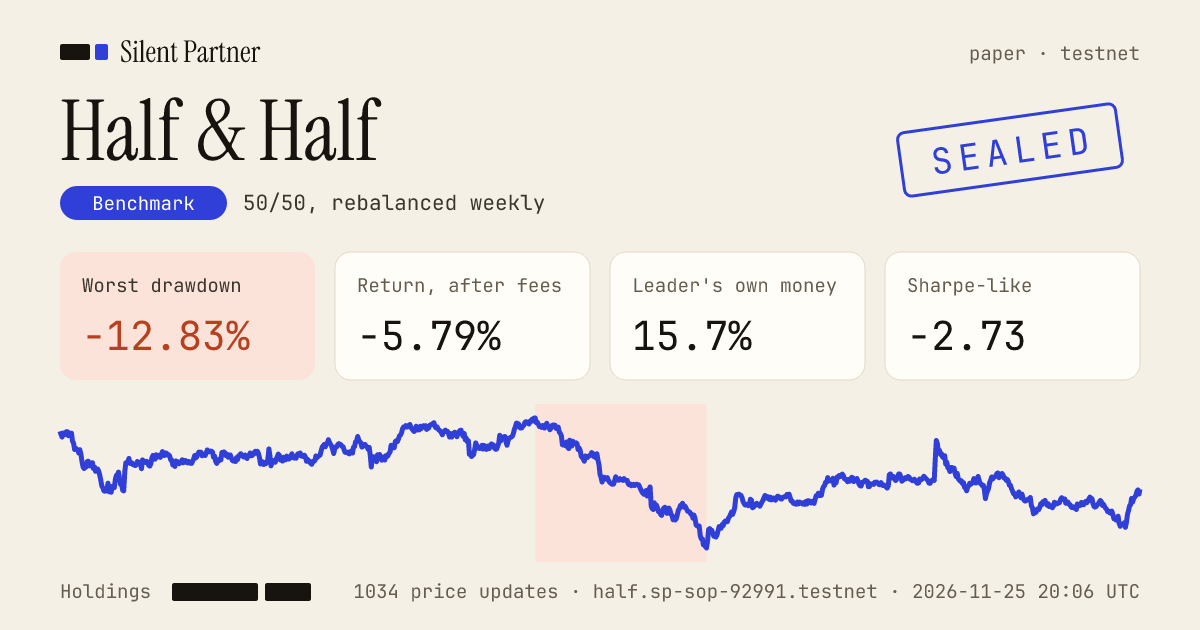 Silent Partner
paper · testnet
Half & Half
SEALED
Benchmark
50/50, rebalanced weekly
Worst drawdown
-12.83%
Return, after fees
-5.79%
Leader's own money
15.7%
Sharpe-like
-2.73
Holdings
1034 price updates · half.sp-sop-92991.testnet · 2026-11-25 20:06 UTC